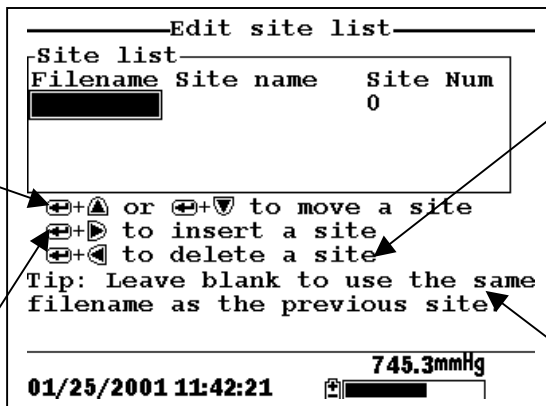 Edit site list
Site list
Filename Site name Site Num
0
+ or + to move a site
+ to insert a site
+ to delete a site
Tip: Leave blank to use the same
filename as the previous site.
745.3mmHg
01/25/2001 11:42:21